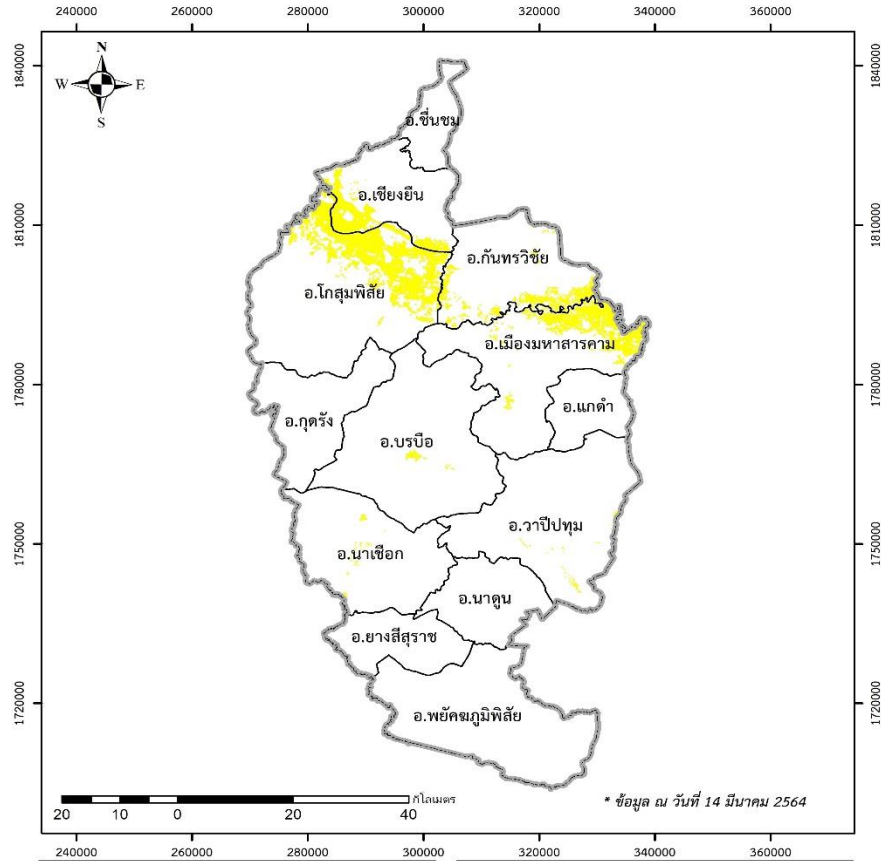 240000 260000 280000 300000 320000 340000 360000
1840000
1840000
N
W E
S
อ.ชื่นชม
อ.เชียงยืน
1810000
1810000
อ.กันทรวิชัย
อ.โกสุมพิสัย
อ.เมืองมหาสารคาม
1780000
1780000
อ.กุดรัง
อ.แกดำ
อ.บรบือ
อ.วาปีปทุม
1750000
1750000
อ.นาเชือก
อ.นาดูน
อ.ยางสีสุราช
1720000
1720000
อ.พยัคฆภูมิพิสัย
กิโลเมตร
20 10 0 20 40
* ข้อมูล ณ วันที่ 14 มีนาคม 2564
240000 260000 280000 300000 320000 340000 360000